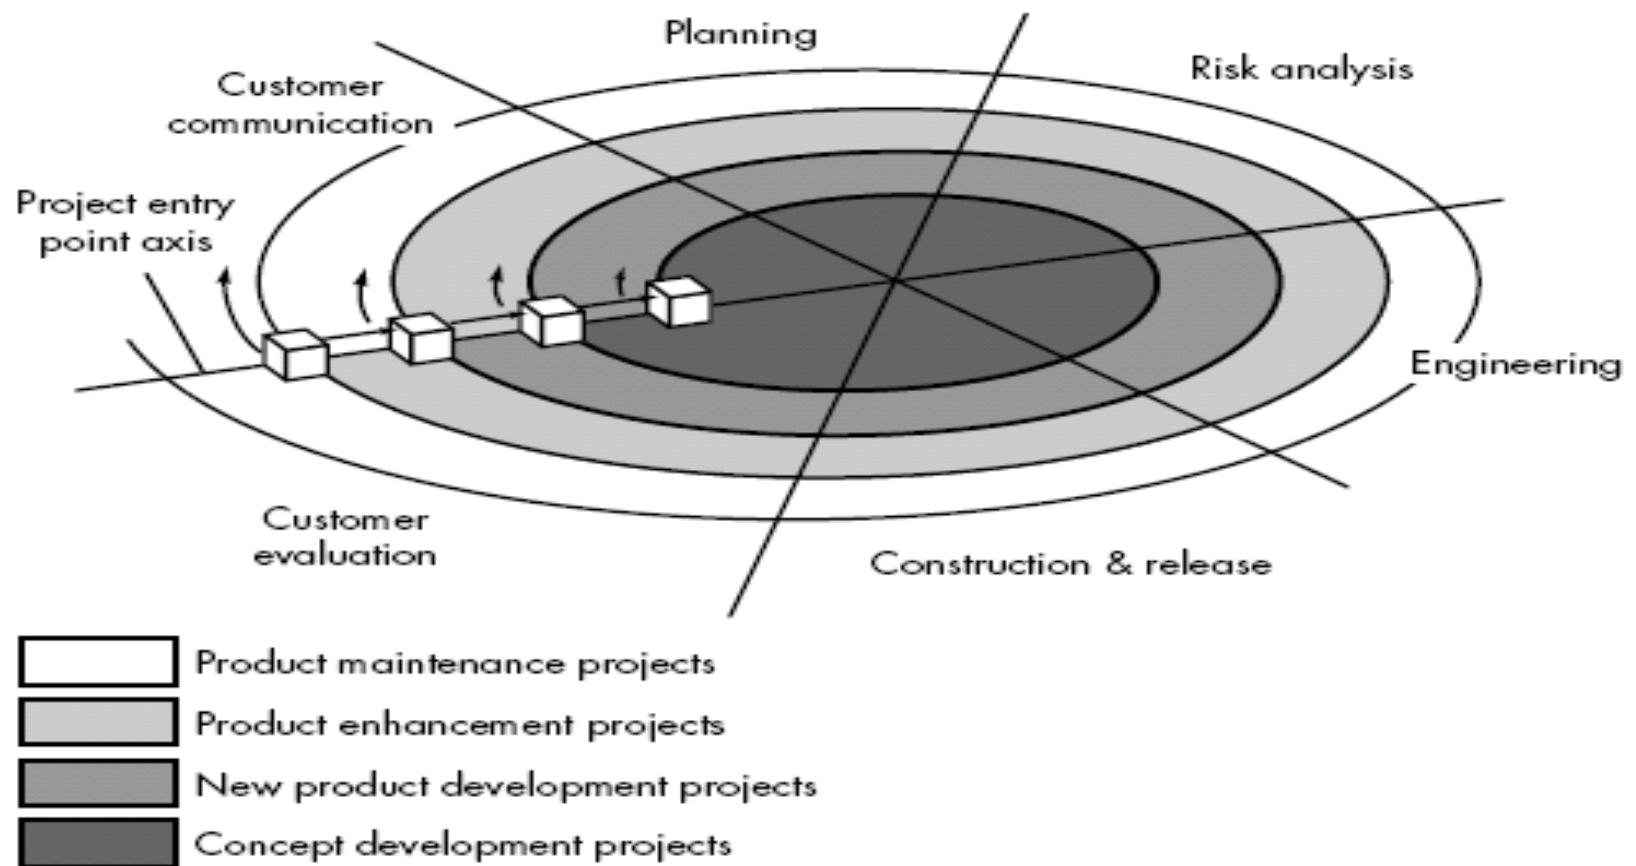 Planning
Risk analysis
Customer
communication
Project entry
point axis
Engineering
Customer
evaluation
Construction & release
Product maintenance projects
Product enhancement projects
New product development projects
Concept development projects